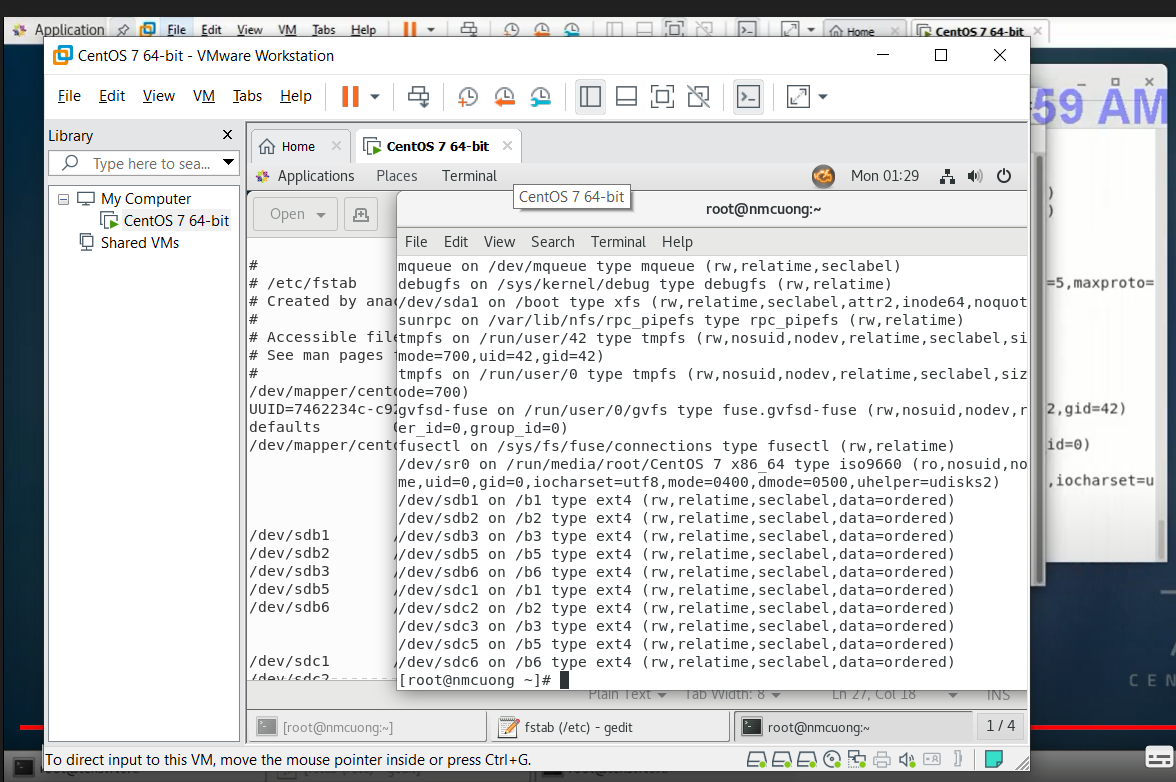 Application
File Edit View VM Tabs Help
Home
CentOS 7 64-bit
CentOS 7 64-bit - VMware Workstation
59 AM
File Edit View VM Tabs Help
Library
Type here to sea...
My Computer
CentOS 7 64-bit
Shared VMs
Home
CentOS 7 64-bit
Applications Places Terminal
Mon 01:29
CentOS 7 64-bit
Open
#
# /etc/fstab
# Created by anac
#
# Accessible file
# See man pages
#
/dev/mapper/cento
UUID=7462234c-c92
defaults
/dev/mapper/cento
/dev/sdb1
/dev/sdb2
/dev/sdb3
/dev/sdb5
/dev/sdb6
/dev/sdc1
/dev/sdc2
root@nmcuong:~
File Edit View Search Terminal Help
mqueue on /dev/mqueue type mqueue (rw,relatime,seclabel)
debugfs on /sys/kernel/debug type debugfs (rw,relatime)
/dev/sda1 on /boot type xfs (rw,relatime,seclabel,attr2,inode64,noquot
sunrpc on /var/lib/nfs/rpc_pipefs type rpc_pipefs (rw,relatime)
tmpfs on /run/user/42 type tmpfs (rw,nosuid,nodev,relatime,seclabel,si
mode=700,uid=42,gid=42)
tmpfs on /run/user/0 type tmpfs (rw,nosuid,nodev,relatime,seclabel,siz
ode=700)
gvfsd-fuse on /run/user/0/gvfs type fuse.gvfsd-fuse (rw,nosuid,nodev,r
er_id=0,group_id=0)
fusectl on /sys/fs/fuse/connections type fusectl (rw,relatime)
/dev/sr0 on /run/media/root/CentOS 7 x86_64 type iso9660 (ro,nosuid,no
me,uid=0,gid=0,iocharset=utf8,mode=0400,dmode=0500,uhelper=udisks2)
/dev/sdb1 on /b1 type ext4 (rw,relatime,seclabel,data=ordered)
/dev/sdb2 on /b2 type ext4 (rw,relatime,seclabel,data=ordered)
/dev/sdb3 on /b3 type ext4 (rw,relatime,seclabel,data=ordered)
/dev/sdb5 on /b5 type ext4 (rw,relatime,seclabel,data=ordered)
/dev/sdb6 on /b6 type ext4 (rw,relatime,seclabel,data=ordered)
/dev/sdc1 on /b1 type ext4 (rw,relatime,seclabel,data=ordered)
/dev/sdc2 on /b2 type ext4 (rw,relatime,seclabel,data=ordered)
/dev/sdc3 on /b3 type ext4 (rw,relatime,seclabel,data=ordered)
/dev/sdc5 on /b5 type ext4 (rw,relatime,seclabel,data=ordered)
/dev/sdc6 on /b6 type ext4 (rw,relatime,seclabel,data=ordered)
[root@nmcuong ~]#
Plain Text Tab Width: 8 Ln 27, Col 18 INS
=5,maxproto=
2,gid=42)
id=0)
,iocharset=u
CEN
[root@nmcuong:~]
fstab (/etc) - gedit
root@nmcuong:~
1 / 4
To direct input to this VM, move the mouse pointer inside or press Ctrl+G.